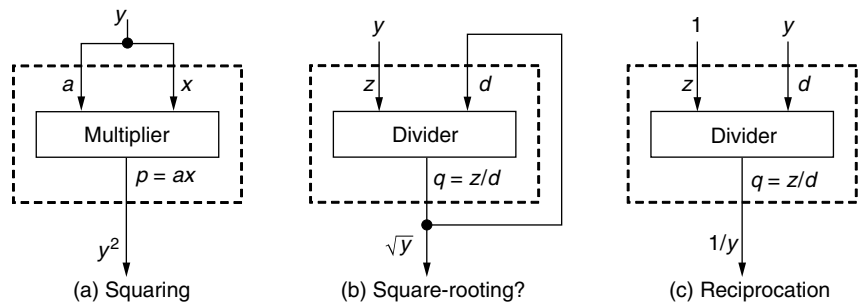 y
a
x
Multiplier
p = ax
y²
(a) Squaring
y
z
d
Divider
q = z/d
√y
(b) Square-rooting?
1
y
z
d
Divider
q = z/d
1/y
(c) Reciprocation